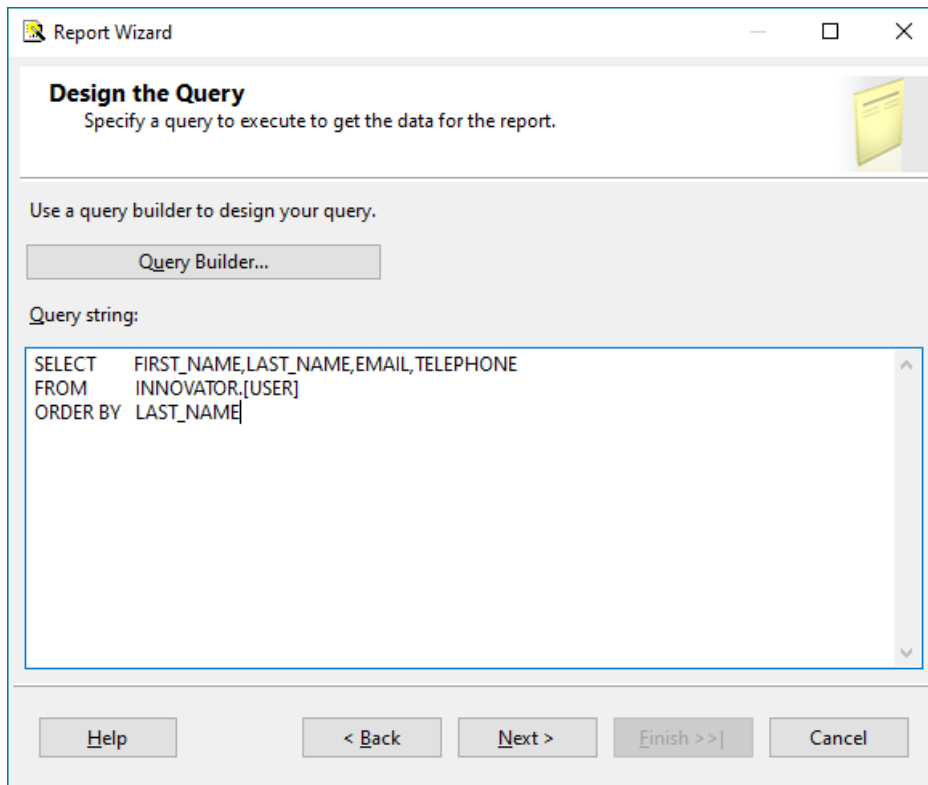 Report Wizard
Design the Query
Specify a query to execute to get the data for the report.
Use a query builder to design your query.
Query Builder...
Query string:
SELECT FIRST_NAME,LAST_NAME,EMAIL,TELEPHONE
FROM INNOVATOR.[USER]
ORDER BY LAST_NAME
Help < Back Next > Finish >>| Cancel